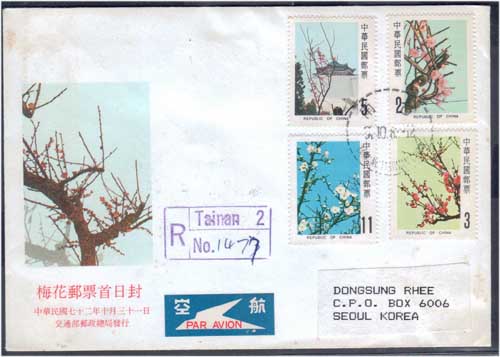 中華民國郵票
5
REPUBLIC OF CHINA
中華民國郵票
2
REPUBLIC OF CHINA
中華民國郵票
11
REPUBLIC OF CHINA
中華民國郵票
3
REPUBLIC OF CHINA
R
Tainan 2
No.1477
梅花郵票首日封
中華民國七十二年十月三十一日
交通部郵政總局發行
空航
PAR AVION
DONGSUNG RHEE
C.P.O. BOX 6006
SEOUL KOREA